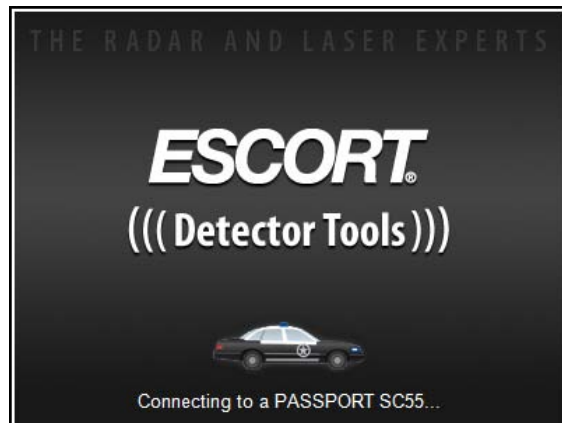 THE RADAR AND LASER EXPERTS
ESCORT®
((( Detector Tools )))
Connecting to a PASSPORT SC55...